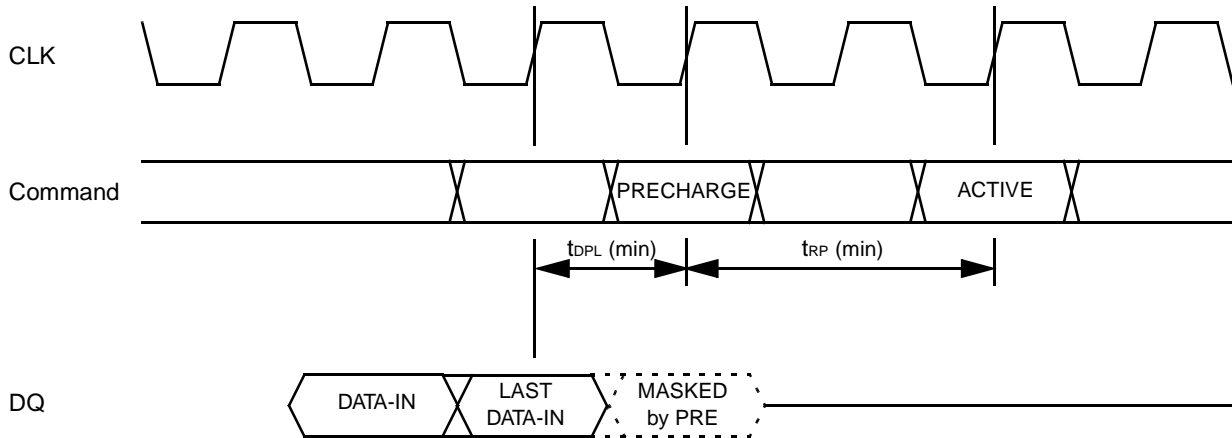 CLK
Command
PRECHARGE
ACTIVE
tDPL (min)
tRP (min)
DQ
DATA-IN
LAST
DATA-IN
MASKED
by PRE